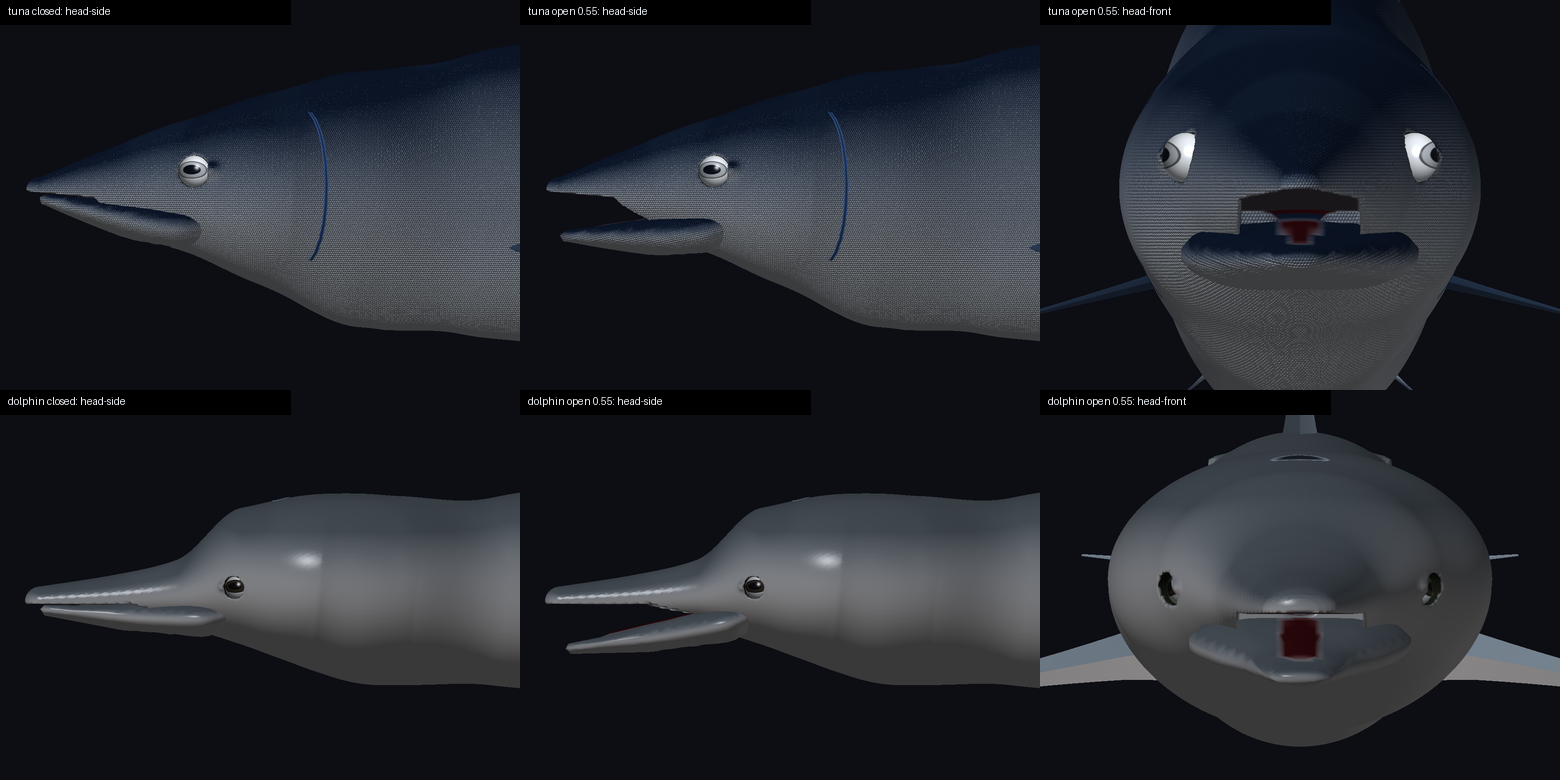 tuna closed: head-side
tuna open 0.55: head-side
tuna open 0.55: head-front
dolphin closed: head-side
dolphin open 0.55: head-side
dolphin open 0.55: head-front